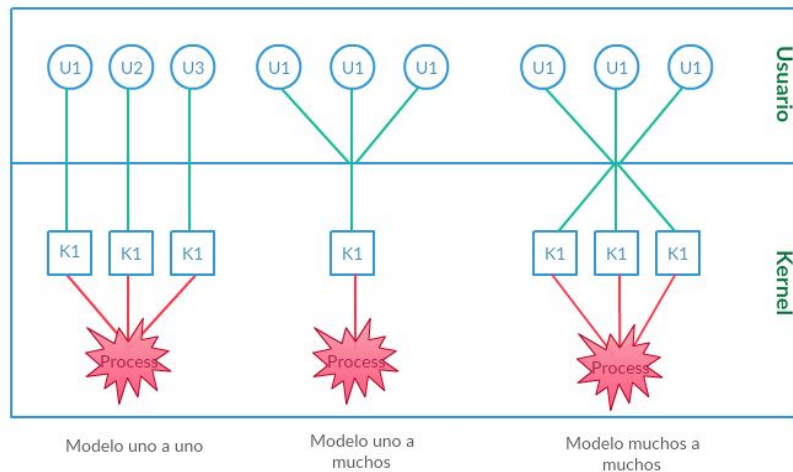 U1 U2 U3 U1 U1 U1 U1 U1 U1
Usuario
K1 K1 K1 K1 K1 K1 K1
Kernel
Process Process Process
Modelo uno a uno
Modelo uno a
muchos
Modelo muchos a
muchos